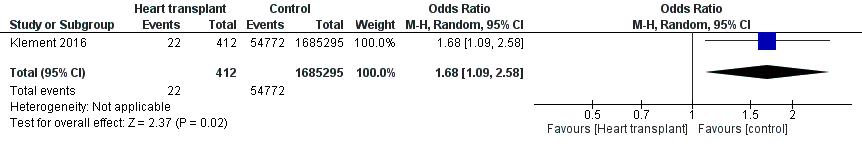 Heart transplant Control Odds Ratio Odds Ratio
Study or Subgroup Events Total Events Total Weight M-H, Random, 95% CI M-H, Random, 95% CI
Klement 2016 22 412 54772 1685295 100.0% 1.68 [1.09, 2.58]
Total (95% CI) 412 1685295 100.0% 1.68 [1.09, 2.58]
Total events 22 54772
Heterogeneity: Not applicable
Test for overall effect: Z = 2.37 (P = 0.02)
0.5 0.7 1 1.5 2
Favours [Heart transplant] Favours [control]